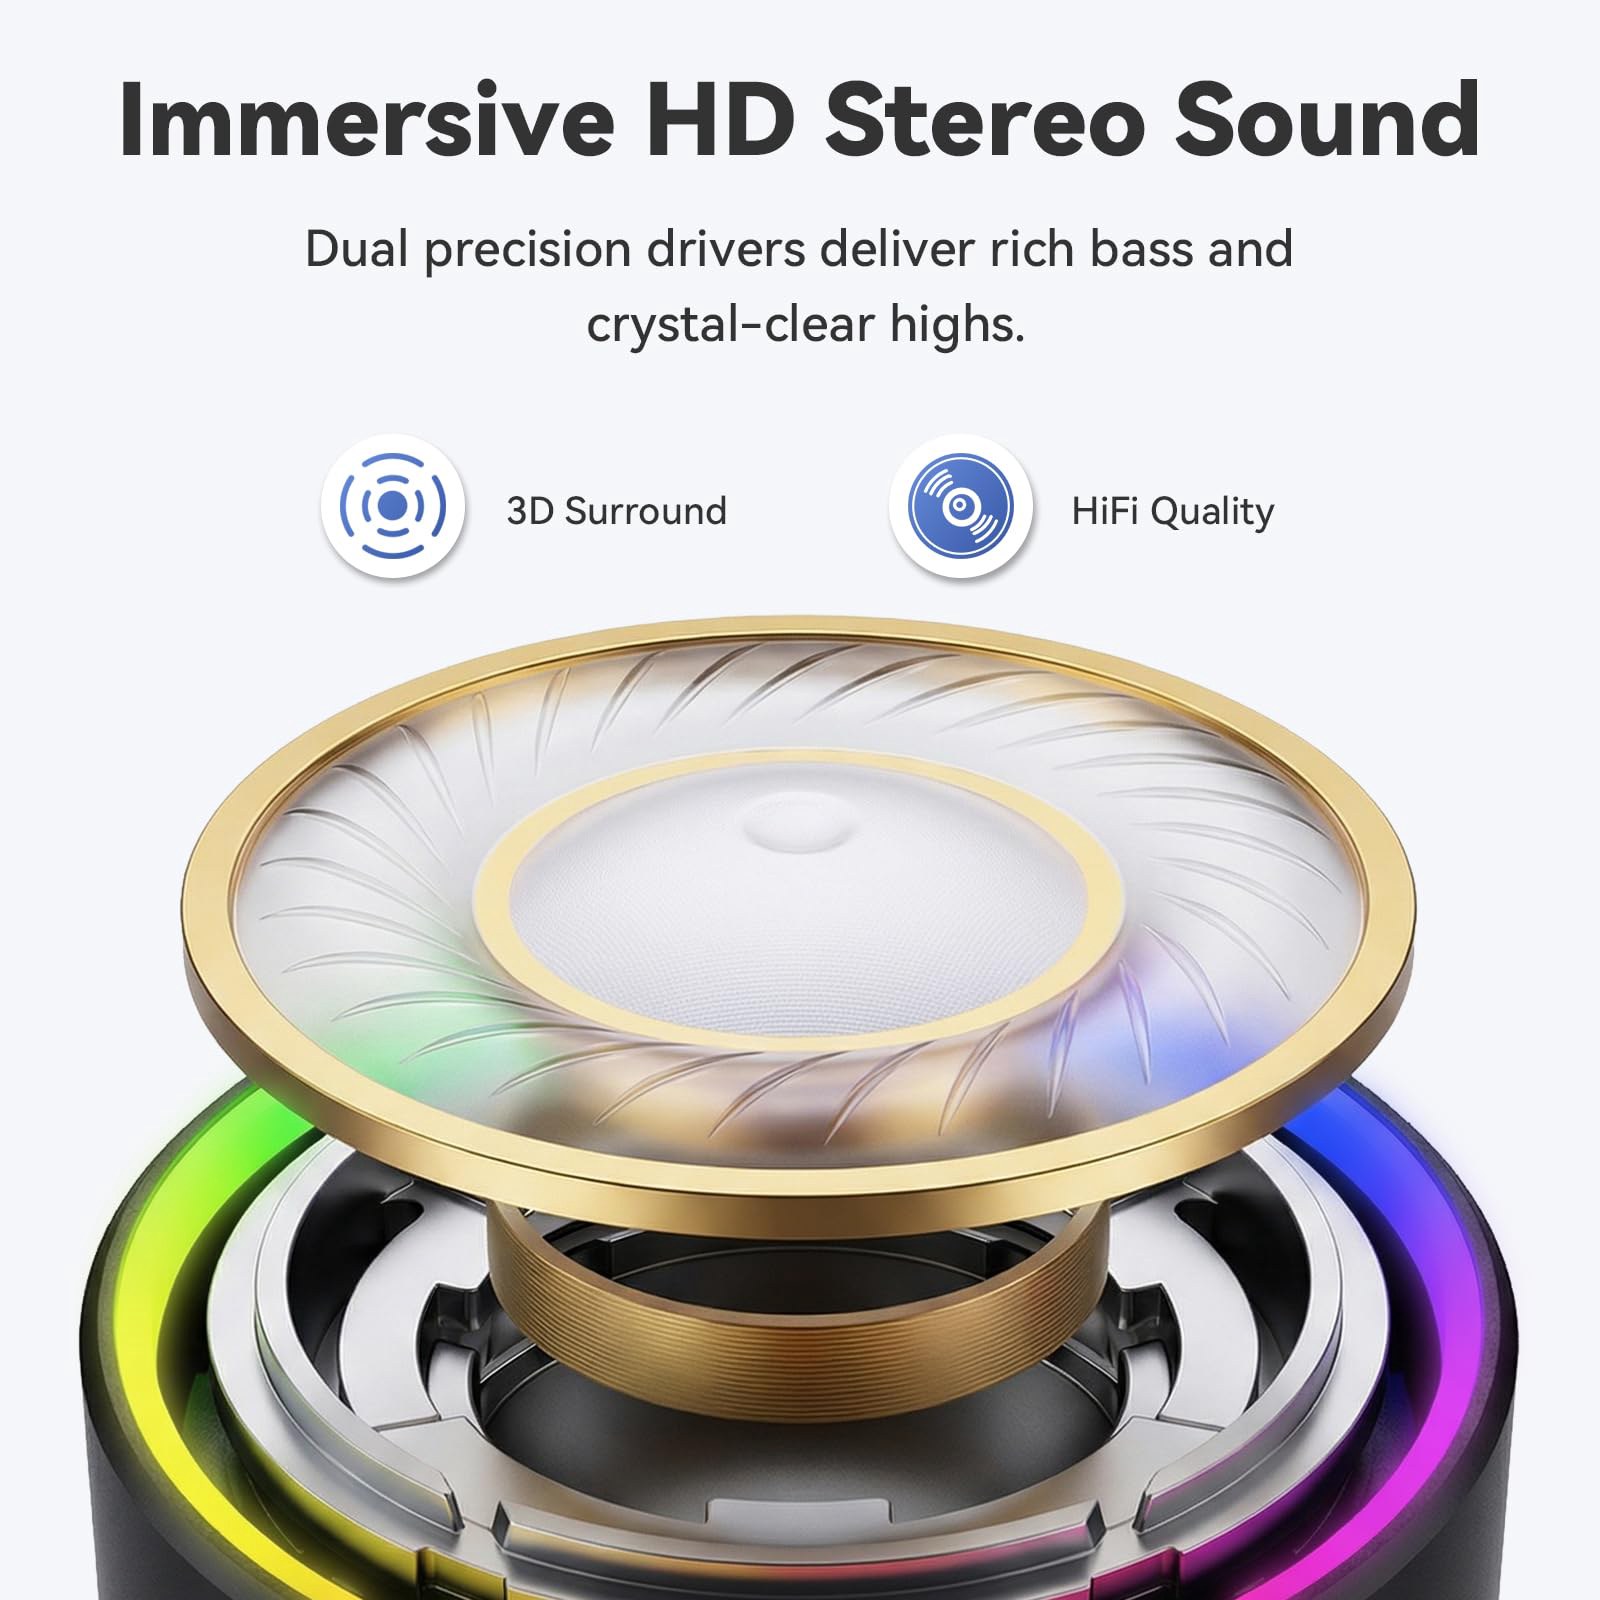 Immersive HD Stereo Sound
Dual precision drivers deliver rich bass and
crystal-clear highs.
3D Surround
HiFi Quality